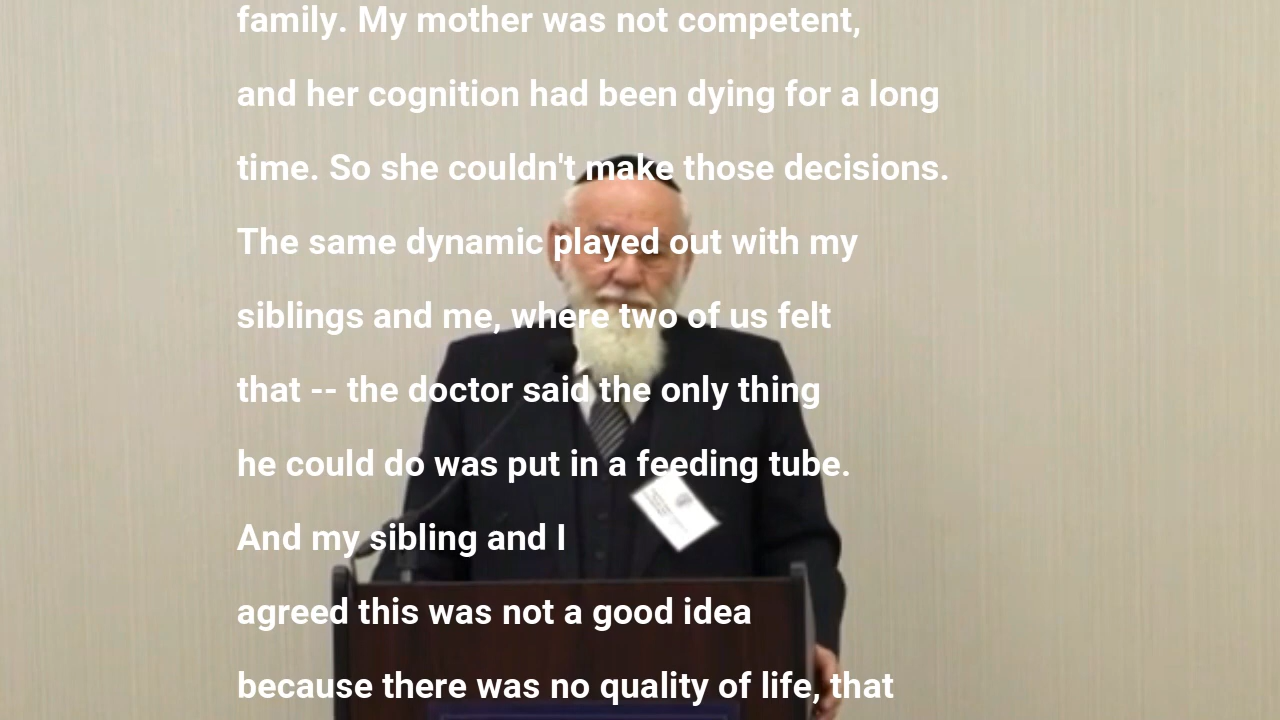 family. My mother was not competent,
and her cognition had been dying for a long
time. So she couldn't make those decisions.
The same dynamic played out with my
siblings and me, where two of us felt
that -- the doctor said the only thing
he could do was put in a feeding tube.
And my sibling and I
agreed this was not a good idea
because there was no quality of life, that